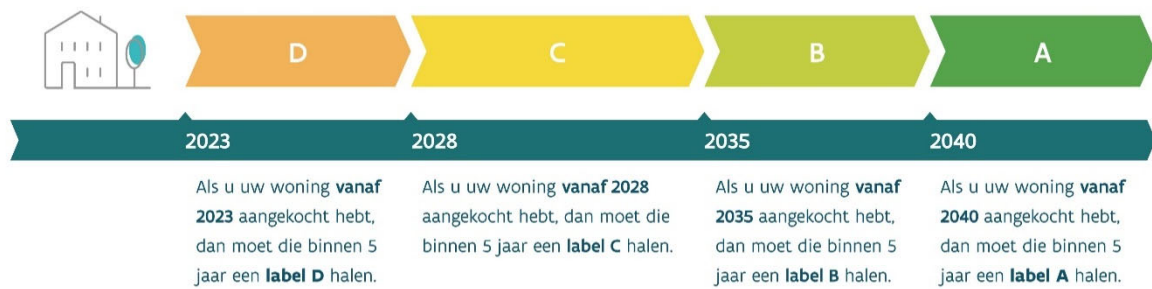 D
C
B
A
2023
2028
2035
2040
Als u uw woning vanaf
2023 aangekocht hebt,
dan moet die binnen 5
jaar een label D halen.
Als u uw woning vanaf 2028
aangekocht hebt, dan moet die
binnen 5 jaar een label C halen.
Als u uw woning vanaf
2035 aangekocht hebt,
dan moet die binnen 5
jaar een label B halen.
Als u uw woning vanaf
2040 aangekocht hebt,
dan moet die binnen 5
jaar een label A halen.